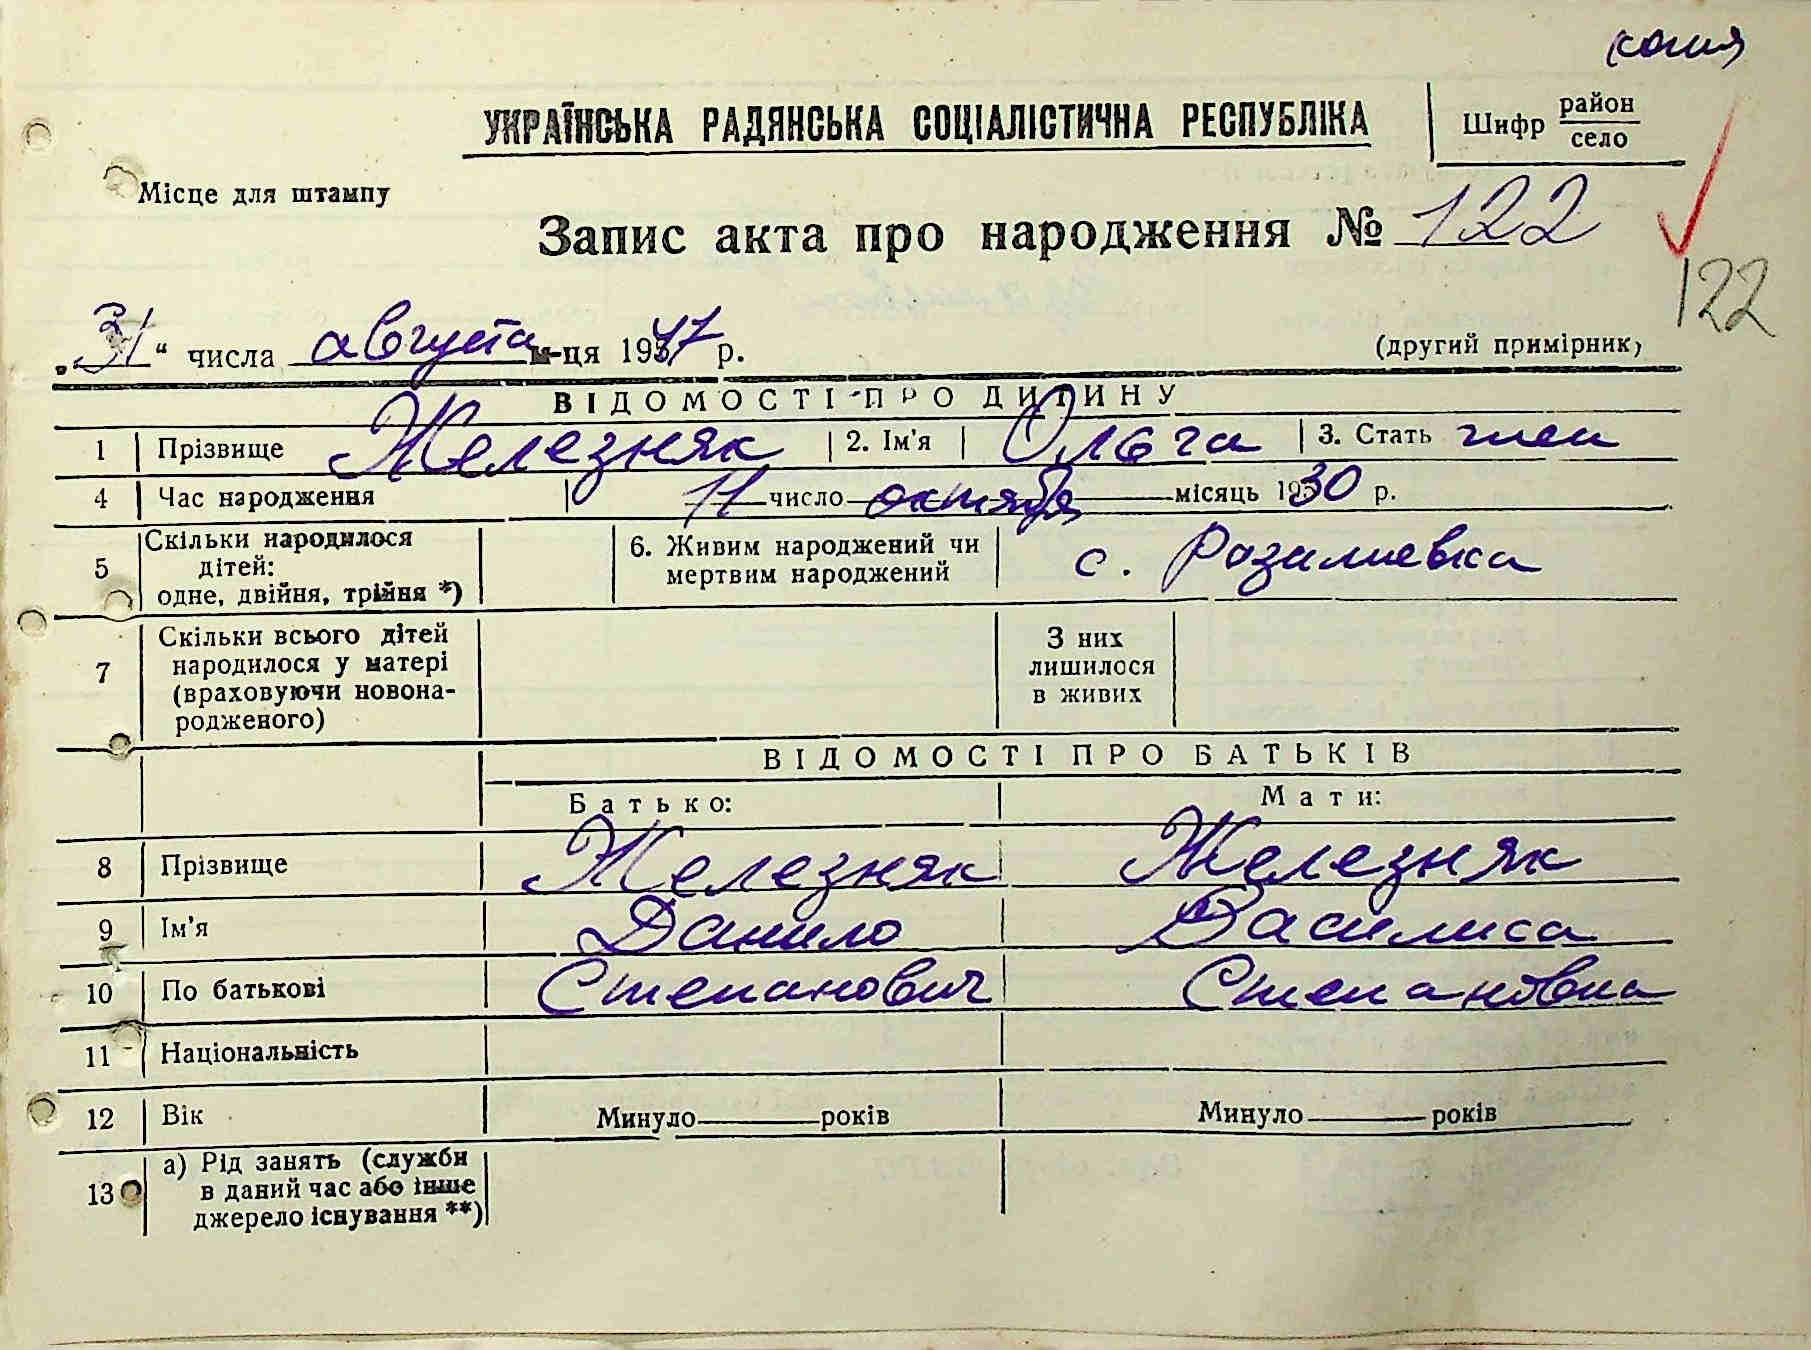 копия
УКРАЇНСЬКА РАДЯНСЬКА СОЦІАЛІСТИЧНА РЕСПУБЛІКА
Шифр район
село
Місце для штампу
Запис акта про народження № 122
122
„31“ числа августа м-ця 1947 р.
(другий примірник)
ВІДОМОСТІ ПРО ДИТИНУ
1 Прізвище Железняк 2. Ім'я Ольга 3. Стать
4 Час народження 11 число октября місяць 1930 р.
5 Скільки народилося дітей: одне, двійня, трійня *) 6. Живим народжений чи мертвим народжений с. Розалиевка
7 Скільки всього дітей народилося у матері (враховуючи новонародженого) З них лишилося в живих
ВІДОМОСТІ ПРО БАТЬКІВ
Батько: Мати:
8 Прізвище Железняк Железняк
9 Ім'я Данило Василиса
10 По батькові Степанович Степановна
11 Національність
12 Вік Минуло років Минуло років
13 а) Рід занять (служби в даний час або інше джерело існування **)